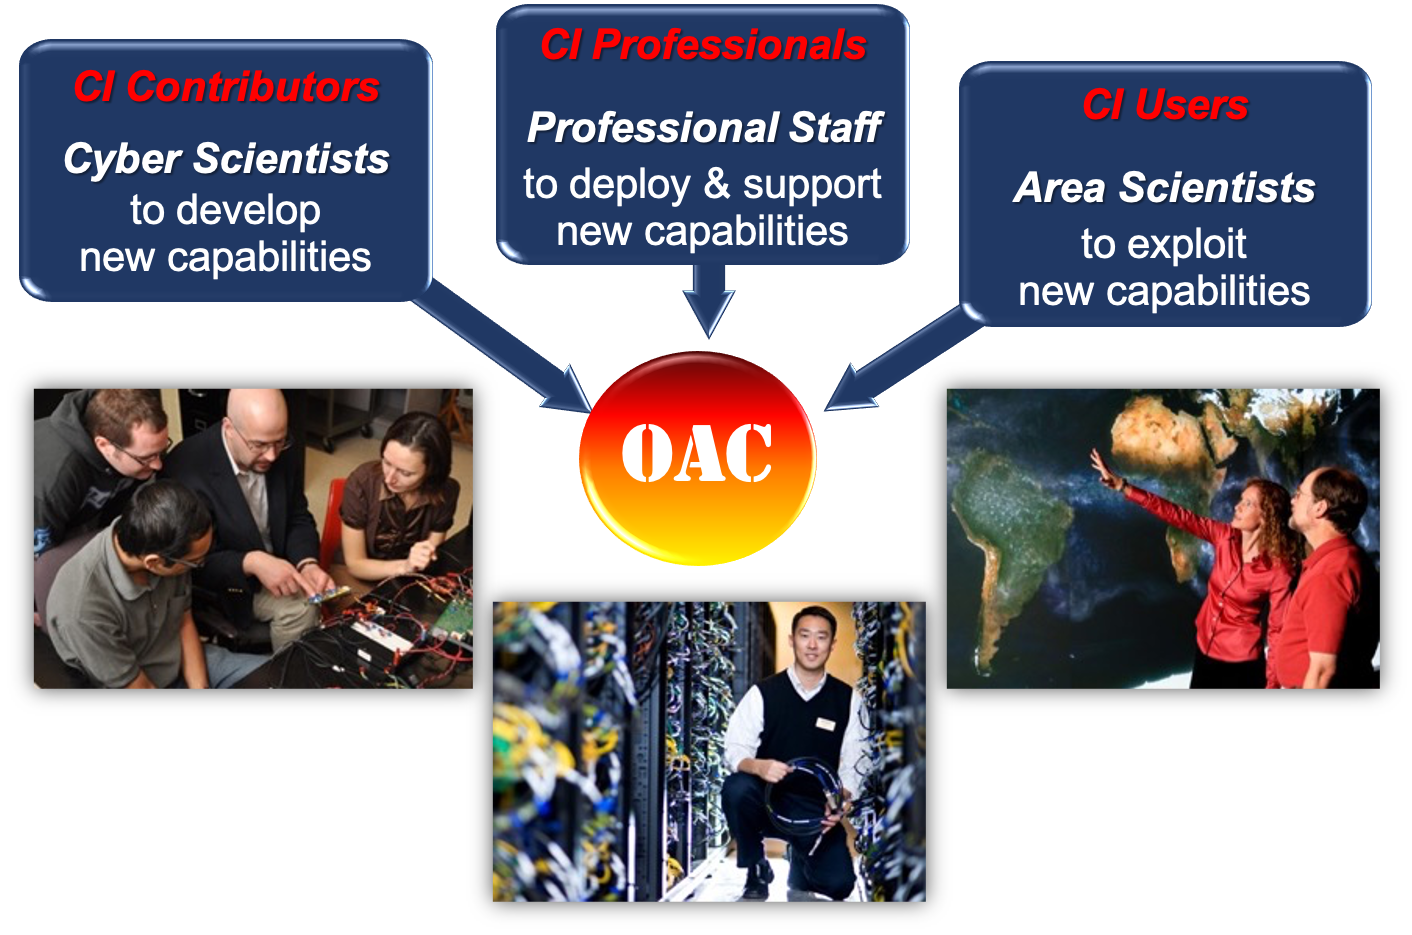 CI Contributors
Cyber Scientists
to develop
new capabilities
CI Professionals
Professional Staff
to deploy & support
new capabilities
CI Users
Area Scientists
to exploit
new capabilities
OAC